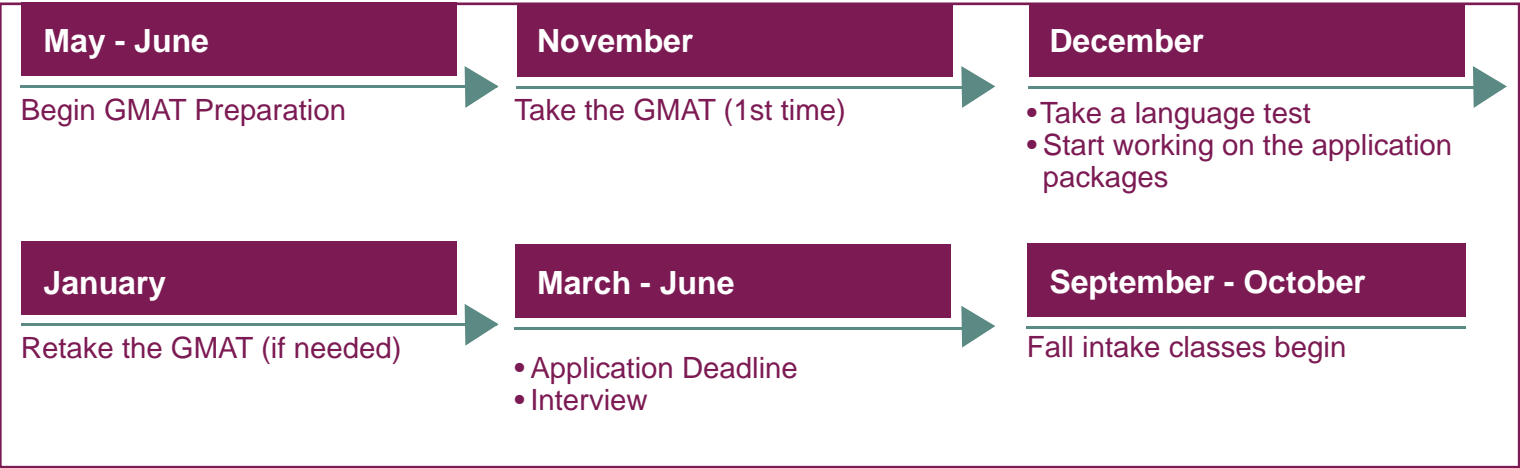 May - June
Begin GMAT Preparation
November
Take the GMAT (1st time)
December
•Take a language test
•Start working on the application
packages
January
Retake the GMAT (if needed)
March - June
•Application Deadline
•Interview
September - October
Fall intake classes begin